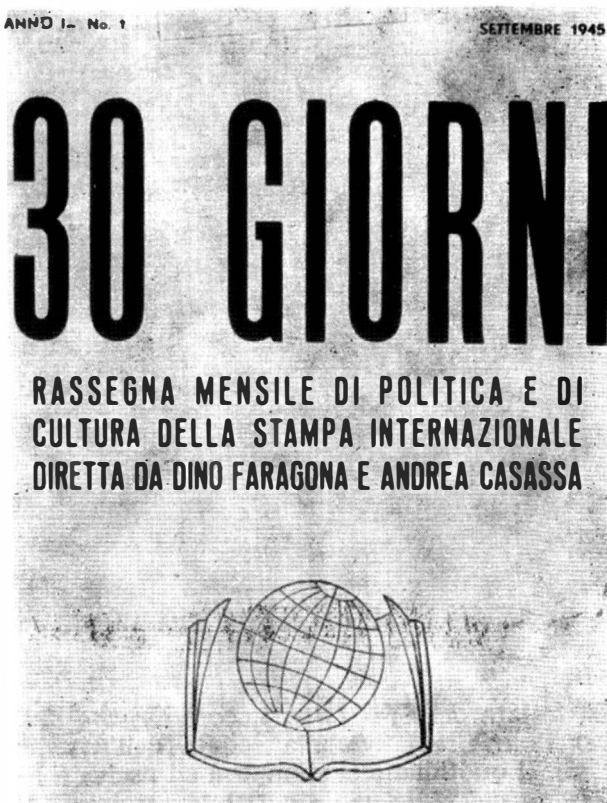 ANNO I– No. 1
SETTEMBRE 1945
30 GIORNI
RASSEGNA MENSILE DI POLITICA E DI
CULTURA DELLA STAMPA INTERNAZIONALE
DIRETTA DA DINO FARAGONA E ANDREA CASASSA